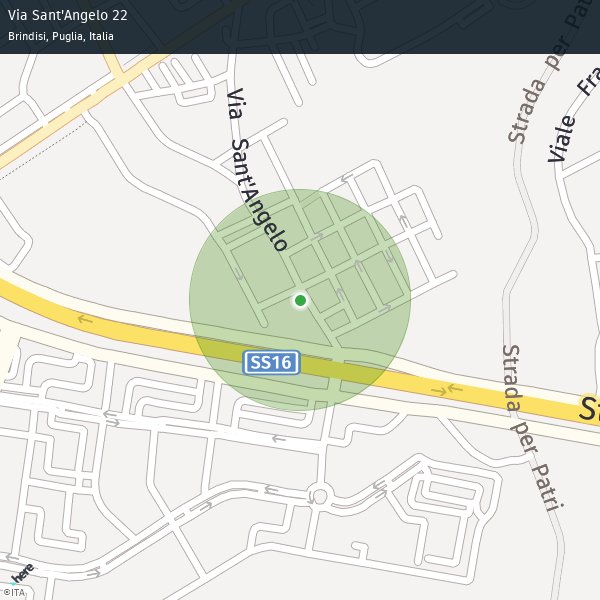 Via Sant'Angelo 22
Brindisi, Puglia, Italia
Strada per Patri
Viale Fra
Via Sant'Angelo
SS16
St
Strada per Patri
here
©ITA